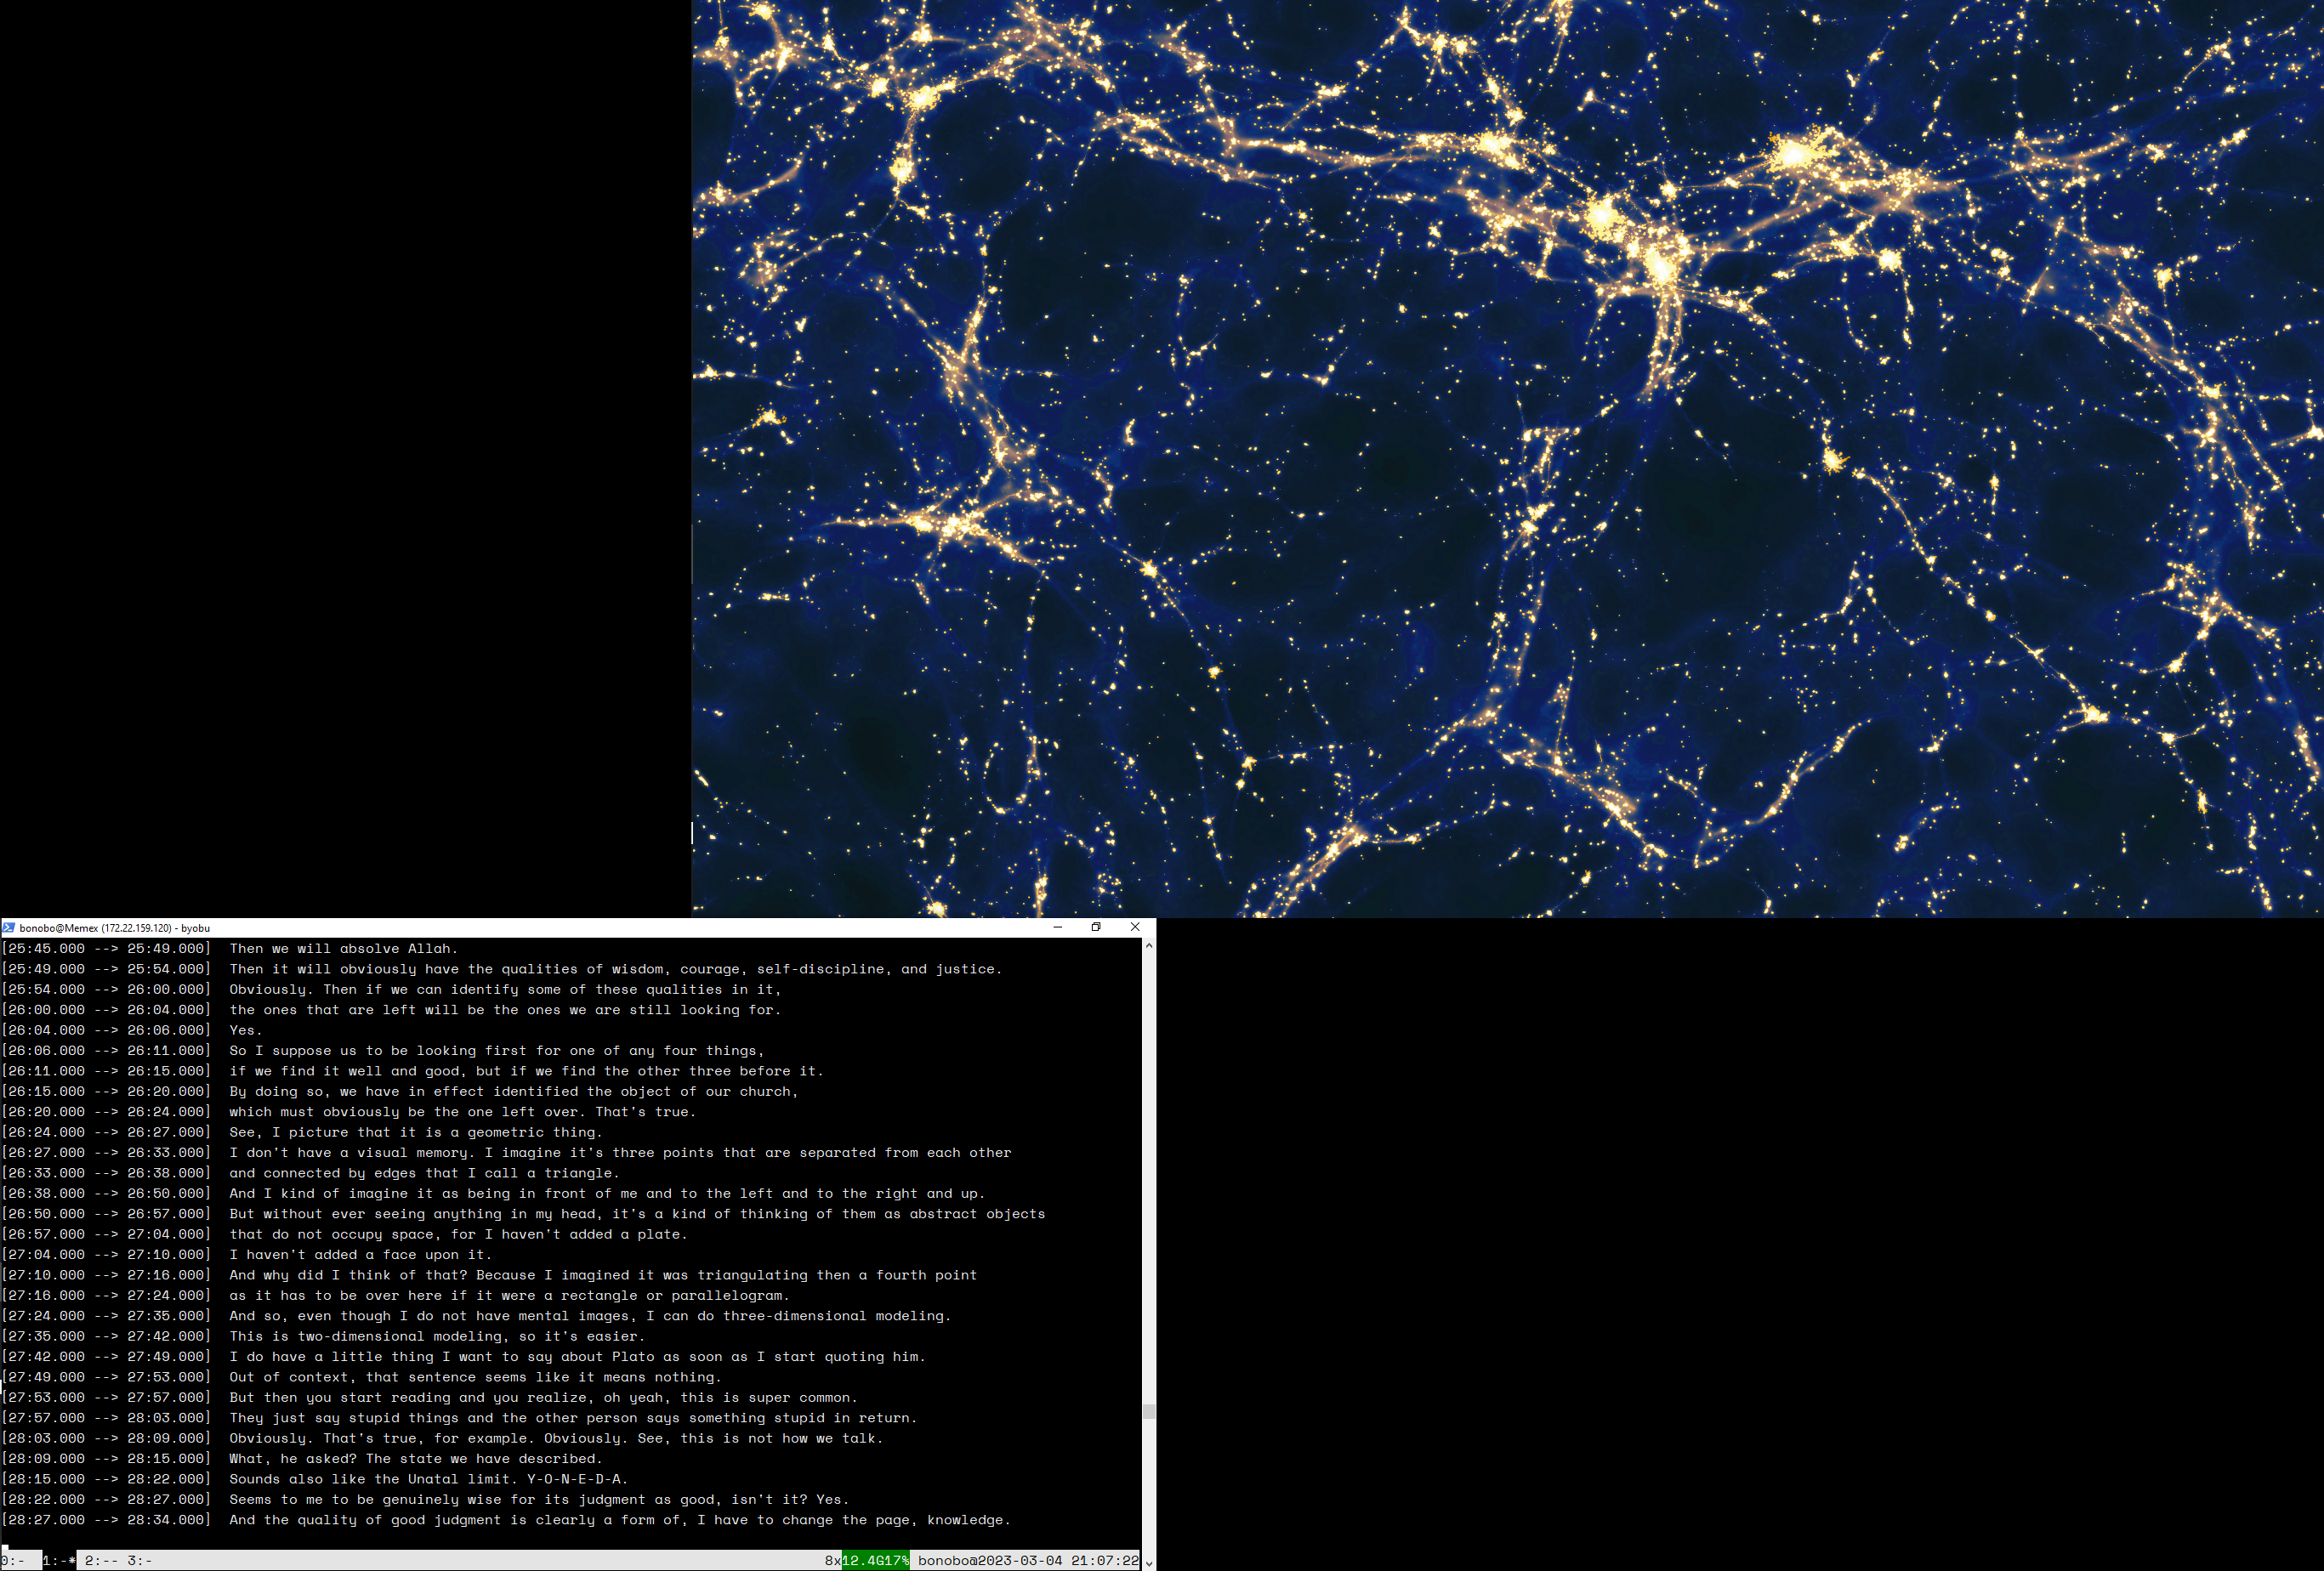 bonobo@Memex (172.22.159.120) - byobu
[25:45.000 --> 25:49.000]  Then we will absolve Allah.
[25:49.000 --> 25:54.000]  Then it will obviously have the qualities of wisdom, courage, self-discipline, and justice.
[25:54.000 --> 26:00.000]  Obviously. Then if we can identify some of these qualities in it,
[26:00.000 --> 26:04.000]  the ones that are left will be the ones we are still looking for.
[26:04.000 --> 26:06.000]  Yes.
[26:06.000 --> 26:11.000]  So I suppose us to be looking first for one of any four things,
[26:11.000 --> 26:15.000]  if we find it well and good, but if we find the other three before it.
[26:15.000 --> 26:20.000]  By doing so, we have in effect identified the object of our church,
[26:20.000 --> 26:24.000]  which must obviously be the one left over. That's true.
[26:24.000 --> 26:27.000]  See, I picture that it is a geometric thing.
[26:27.000 --> 26:33.000]  I don't have a visual memory. I imagine it's three points that are separated from each other
[26:33.000 --> 26:38.000]  and connected by edges that I call a triangle.
[26:38.000 --> 26:50.000]  And I kind of imagine it as being in front of me and to the left and to the right and up.
[26:50.000 --> 26:57.000]  But without ever seeing anything in my head, it's a kind of thinking of them as abstract objects
[26:57.000 --> 27:04.000]  that do not occupy space, for I haven't added a plate.
[27:04.000 --> 27:10.000]  I haven't added a face upon it.
[27:10.000 --> 27:16.000]  And why did I think of that? Because I imagined it was triangulating then a fourth point
[27:16.000 --> 27:24.000]  as it has to be over here if it were a rectangle or parallelogram.
[27:24.000 --> 27:35.000]  And so, even though I do not have mental images, I can do three-dimensional modeling.
[27:35.000 --> 27:42.000]  This is two-dimensional modeling, so it's easier.
[27:42.000 --> 27:49.000]  I do have a little thing I want to say about Plato as soon as I start quoting him.
[27:49.000 --> 27:53.000]  Out of context, that sentence seems like it means nothing.
[27:53.000 --> 27:57.000]  But then you start reading and you realize, oh yeah, this is super common.
[27:57.000 --> 28:03.000]  They just say stupid things and the other person says something stupid in return.
[28:03.000 --> 28:09.000]  Obviously. That's true, for example. Obviously. See, this is not how we talk.
[28:09.000 --> 28:15.000]  What, he asked? The state we have described.
[28:15.000 --> 28:22.000]  Sounds also like the Unatal limit. Y-O-N-E-D-A.
[28:22.000 --> 28:27.000]  Seems to me to be genuinely wise for its judgment as good, isn't it? Yes.
[28:27.000 --> 28:34.000]  And the quality of good judgment is clearly a form of, I have to change the page, knowledge.
0:-  1:-* 2:-- 3:-  8x12.4G17% bonobo@2023-03-04 21:07:22